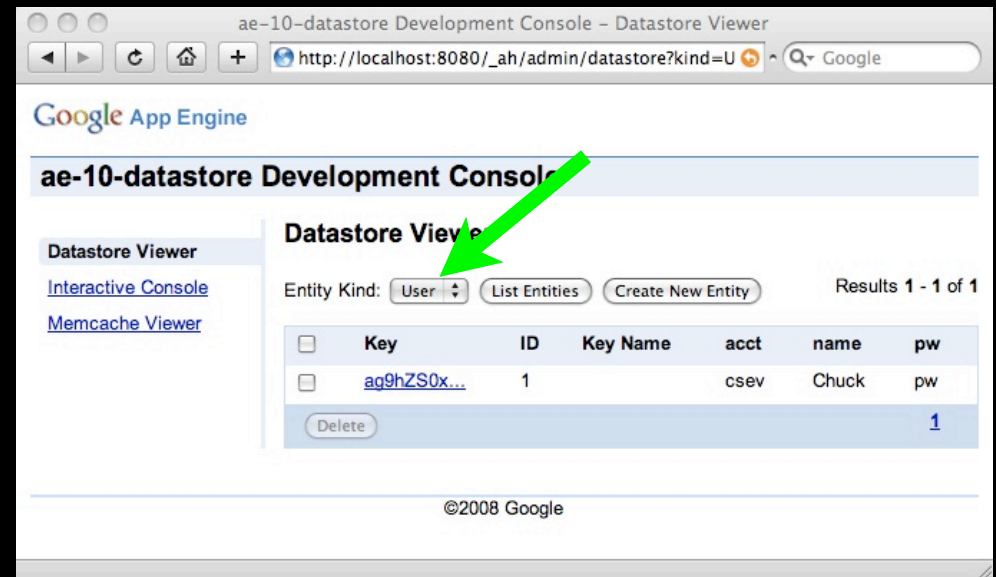 ae-10-datastore Development Console - Datastore Viewer
http://localhost:8080/_ah/admin/datastore?kind=U Google
Google App Engine
ae-10-datastore Development Console
Datastore Viewer
Interactive Console
Memcache Viewer
Datastore Viewer
Entity Kind: User List Entities Create New Entity Results 1 - 1 of 1
Key ID Key Name acct name pw
ag9hZS0x... 1 csev Chuck pw
Delete 1
©2008 Google